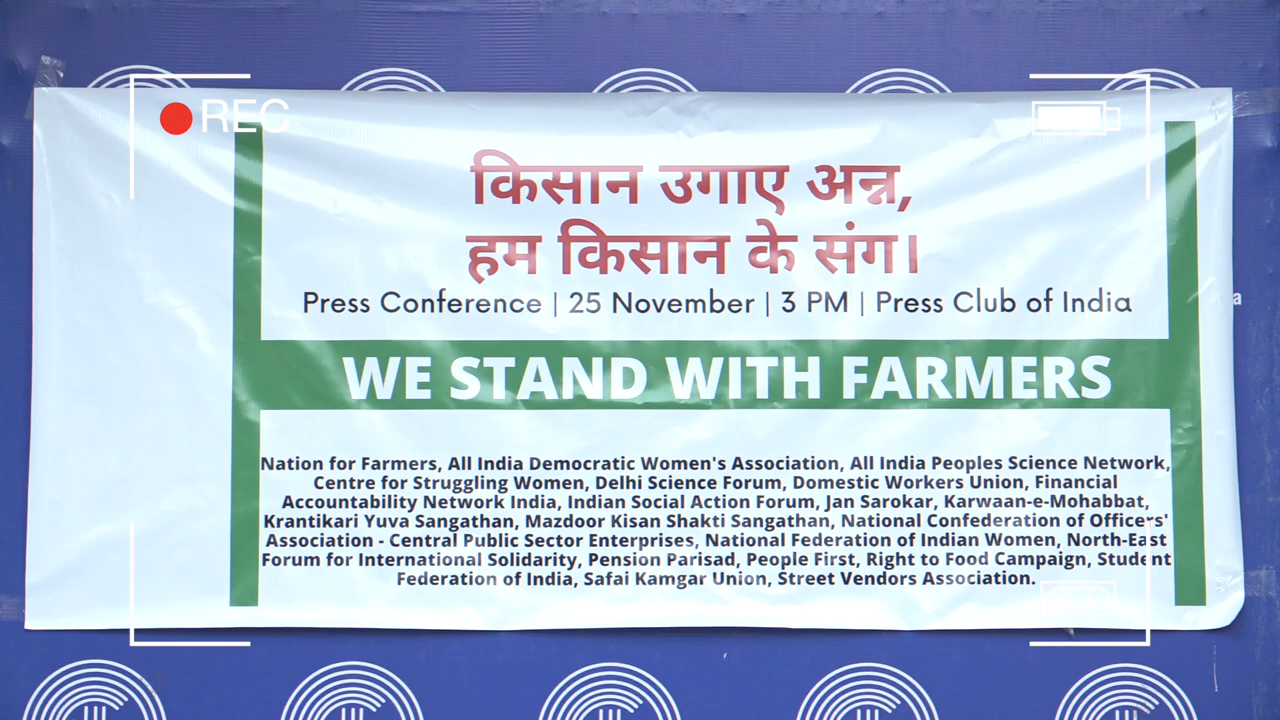 REC
किसान उगाए अन्न,
हम किसान के संग।
Press Conference | 25 November | 3 PM | Press Club of India
WE STAND WITH FARMERS
Nation for Farmers, All India Democratic Women's Association, All India Peoples Science Network,
Centre for Struggling Women, Delhi Science Forum, Domestic Workers Union, Financial
Accountability Network India, Indian Social Action Forum, Jan Sarokar, Karwaan-e-Mohabbat,
Krantikari Yuva Sangathan, Mazdoor Kisan Shakti Sangathan, National Confederation of Officers'
Association - Central Public Sector Enterprises, National Federation of Indian Women, North-East
Forum for International Solidarity, Pension Parisad, People First, Right to Food Campaign, Student
Federation of India, Safai Kamgar Union, Street Vendors Association.